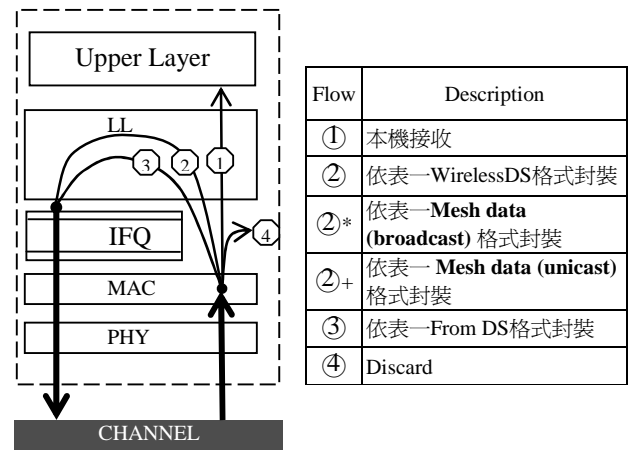 Upper Layer
LL
3
2
1
4
IFQ
MAC
PHY
CHANNEL
Flow Description
① 本機接收
② 依表一WirelessDS格式封裝
②* 依表一Mesh data
(broadcast) 格式封裝
②+ 依表一 Mesh data (unicast)
格式封裝
③ 依表一From DS格式封裝
④ Discard